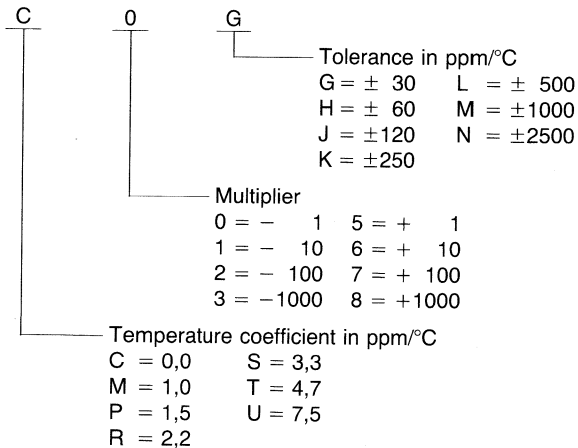 C 0 G
Tolerance in ppm/°C
G = ± 30 L = ± 500
H = ± 60 M = ±1000
J = ±120 N = ±2500
K = ±250
Multiplier
0 = − 1 5 = + 1
1 = − 10 6 = + 10
2 = − 100 7 = + 100
3 = −1000 8 = +1000
Temperature coefficient in ppm/°C
C = 0,0 S = 3,3
M = 1,0 T = 4,7
P = 1,5 U = 7,5
R = 2,2